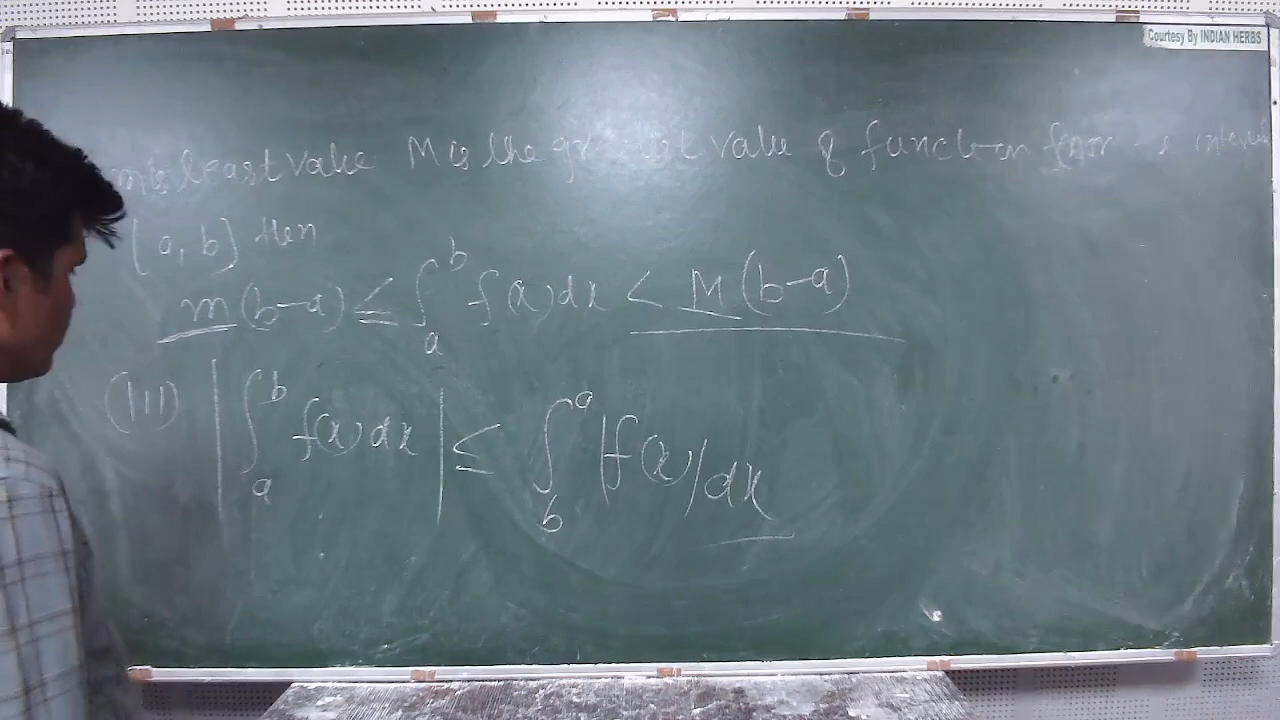 Courtesy By INDIAN HERBS
m is least value M is the value of function
[a, b] then
m(b-a) ≤ ∫_a^b f(x)dx < M(b-a)
(III) |∫_a^b f(x)dx| ≤ ∫_b^a |f(x)|dx